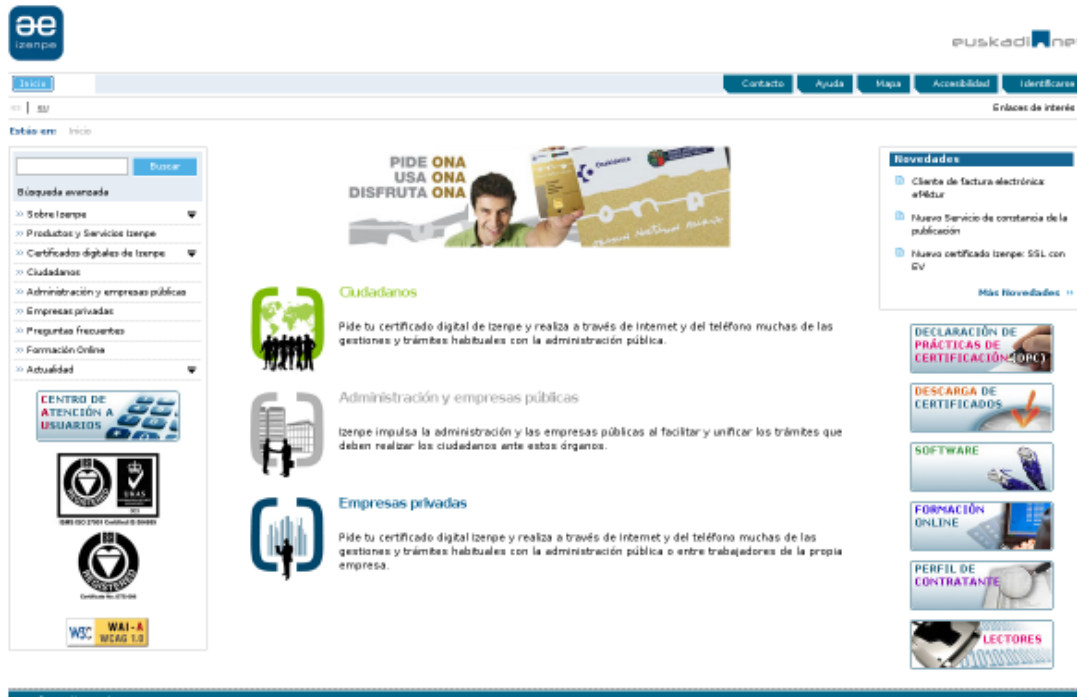 izenpe
euskadi.net
Inicio
Contacto
Ayuda
Mapa
Accesibilidad
Identificarse
es | eu
Enlaces de interés
Estás en: Inicio
Buscar
Búsqueda avanzada
Sobre Izenpe
Productos y Servicios Izenpe
Certificados digitales de Izenpe
Ciudadanos
Administración y empresas públicas
Empresas privadas
Preguntas frecuentes
Formación Online
Actualidad
CENTRO DE
ATENCIÓN A
USUARIOS
BSI
REGISTERED
UKAS
BSI
REGISTERED
W3C WAI-A
WCAG 1.0
PIDE ONA
USA ONA
DISFRUTA ONA
ona
Ciudadanos
Pide tu certificado digital de Izenpe y realiza a través de Internet y del teléfono muchas de las
gestiones y trámites habituales con la administración pública.
Administración y empresas públicas
Izenpe impulsa la administración y las empresas públicas al facilitar y unificar los trámites que
deben realizar los ciudadanos ante estos órganos.
Empresas privadas
Pide tu certificado digital Izenpe y realiza a través de Internet y del teléfono muchas de las
gestiones y trámites habituales con la administración pública o entre trabajadores de la propia
empresa.
Novedades
Cliente de factura electrónica:
ef4ktur
Nuevo Servicio de constancia de la
publicación
Nuevo certificado Izenpe: SSL con
EV
Más Novedades
DECLARACIÓN DE
PRÁCTICAS DE
CERTIFICACIÓN (DPC)
DESCARGA DE
CERTIFICADOS
SOFTWARE
FORMACIÓN
ONLINE
PERFIL DE
CONTRATANTE
LECTORES